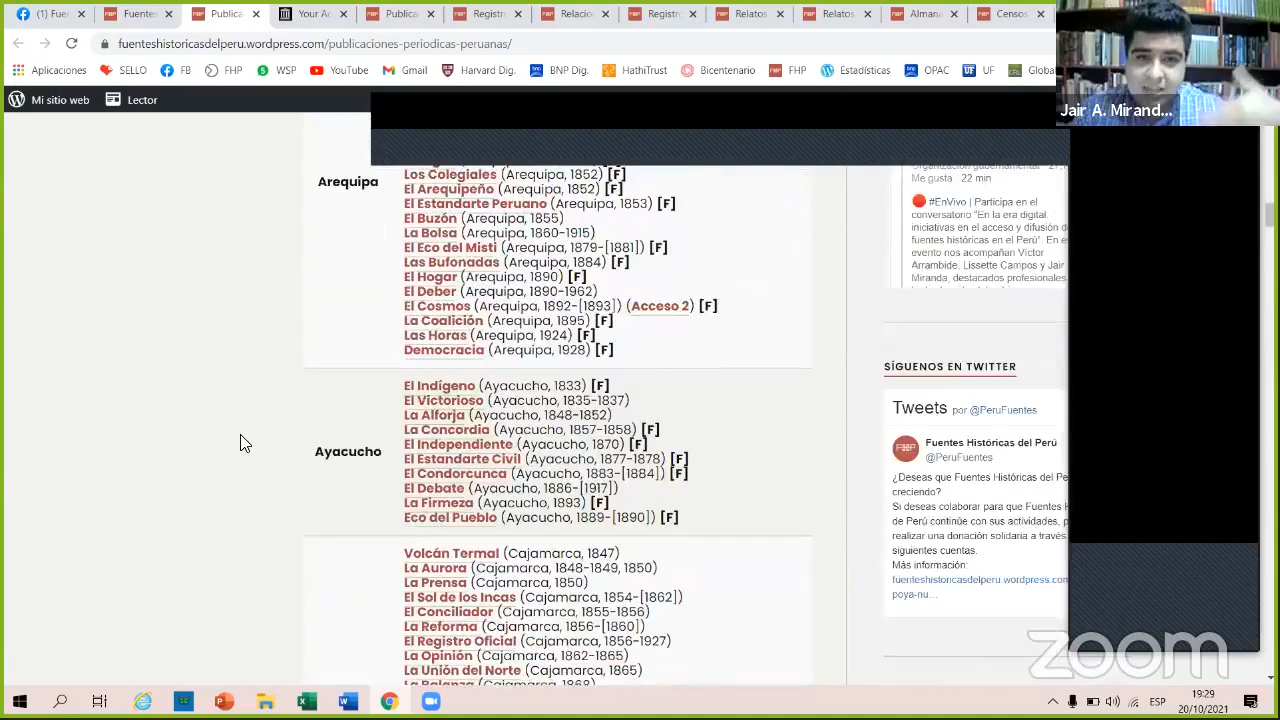 (1) Fuen
Fuentes
Publica
Your Ac
Publica
Registr
Relacio
Registr
Relatos
Relatos
Almana
Censos
fuenteshistoricasdelperu.wordpress.com/publicaciones-periodicas-peruanas/
Aplicaciones SELLO FB FHP WSP YouTube Gmail Harvard Dig. BNP Dig. HathiTrust Bicentenario FHP Estadísticas OPAC UF Globa
Mi sitio web Lector
Jair A. Mirand...
Arequipa
Los Colegiales (Arequipa, 1852) [F]
El Arequipeño (Arequipa, 1852) [F]
El Estandarte Peruano (Arequipa, 1853) [F]
El Buzón (Arequipa, 1855)
La Bolsa (Arequipa, 1860-1915)
El Eco del Misti (Arequipa, 1879-[1881]) [F]
Las Bufonadas (Arequipa, 1884) [F]
El Hogar (Arequipa, 1890) [F]
El Deber (Arequipa, 1890-1962)
El Cosmos (Arequipa, 1892-[1893]) (Acceso 2) [F]
La Coalición (Arequipa, 1895) [F]
Las Horas (Arequipa, 1924) [F]
Democracia (Arequipa, 1928) [F]
Ayacucho
El Indígeno (Ayacucho, 1833) [F]
El Victorioso (Ayacucho, 1835-1837)
La Alforja (Ayacucho, 1848-1852)
La Concordia (Ayacucho, 1857-1858) [F]
El Independiente (Ayacucho, 1870) [F]
El Estandarte Civil (Ayacucho, 1877-1878) [F]
El Condorcunca (Ayacucho, 1883-[1884]) [F]
El Debate (Ayacucho, 1886-[1917])
La Firmeza (Ayacucho, 1893) [F]
Eco del Pueblo (Ayacucho, 1889-[1890]) [F]
Volcán Termal (Cajamarca, 1847)
La Aurora (Cajamarca, 1848-1849, 1850)
La Prensa (Cajamarca, 1850)
El Sol de los Incas (Cajamarca, 1854-[1862])
El Conciliador (Cajamarca, 1855-1856)
La Reforma (Cajamarca, 1856-[1860])
El Registro Oficial (Cajamarca, 1856-1927)
La Opinión (Cajamarca, 1862-1865)
La Unión del Norte (Cajamarca, 1865)
La Balanza (Cajamarca, 1868)
Organización gubernamental
Me gusta 22 min
#EnVivo | Participa en el
conversatorio "En la era digital.
iniciativas en el acceso y difusión de
fuentes históricas en el Perú". En es
evento nos acompañan Víctor
Arrambide, Lissette Campos y Jair
Miranda, destacados profesionales
SÍGUENOS EN TWITTER
Tweets por @PeruFuentes
Fuentes Históricas del Perú
@PeruFuentes
¿Deseas que Fuentes Históricas del Pe
creciendo?
Si deseas colaborar para que Fuentes H
de Perú continúe con sus actividades, p
realizar una donación solidaria a través
siguientes cuentas.
Más información:
fuenteshistoricasdelperu.wordpress.com
poya-nu...
zoom
ESP
19:29
20/10/2021